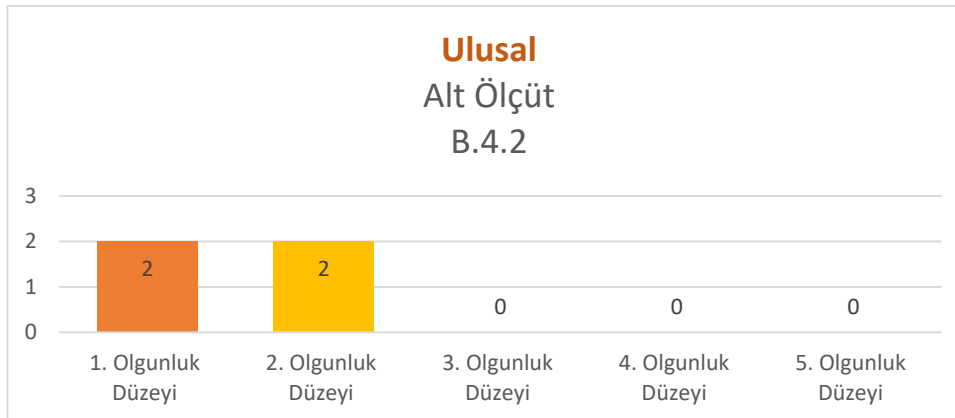 Ulusal
Alt Ölçüt
B.4.2
3
2
1
0
2
2
0
0
0
1. Olgunluk
Düzeyi
2. Olgunluk
Düzeyi
3. Olgunluk
Düzeyi
4. Olgunluk
Düzeyi
5. Olgunluk
Düzeyi